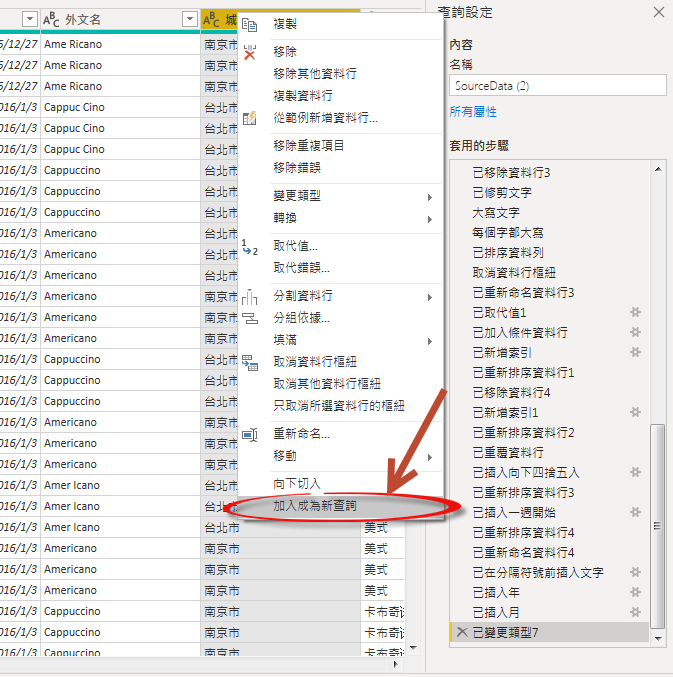 外文名
城
5/12/27 Ame Ricano 南京市
5/12/27 Ame Ricano 南京市
5/12/27 Ame Ricano 南京市
016/1/3 Cappuc Cino 台北市
016/1/3 Cappuc Cino 台北市
016/1/3 Cappuc Cino 台北市
016/1/3 Cappuccino 台北市
016/1/3 Cappuccino 台北市
016/1/3 Cappuccino 台北市
016/1/3 Americano 台北市
016/1/3 Americano 台北市
016/1/3 Americano 台北市
016/1/3 Americano 南京市
016/1/3 Americano 南京市
016/1/3 Americano 南京市
016/1/3 Cappuccino 台北市
016/1/3 Cappuccino 台北市
016/1/3 Cappuccino 台北市
016/1/3 Americano 南京市
016/1/3 Americano 南京市
016/1/3 Amer Icano 台北市
016/1/3 Amer Icano 台北市
016/1/3 Amer Icano 台北市
016/1/3 Americano 台北市 美式
016/1/3 Americano 南京市 美式
016/1/3 Americano 南京市 美式
016/1/3 Americano 南京市 美式
016/1/3 Cappuccino 南京市 卡布奇
016/1/3 Cappuccino 南京市 卡布奇
016/1/3 Cappuccino 南京市 卡布奇
複製
移除
移除其他資料行
複製資料行
從範例新增資料行...
移除重複項目
移除錯誤
變更類型
轉換
取代值...
取代錯誤...
分割資料行
分組依據...
填滿
取消資料行樞紐
取消其他資料行樞紐
只取消所選資料行的樞紐
重新命名...
移動
向下切入
加入成為新查詢
查詢設定
內容
名稱
SourceData (2)
所有屬性
套用的步驟
已移除資料行3
已修剪文字
大寫文字
每個字都大寫
已排序資料列
取消資料行樞紐
已重新命名資料行3
已取代值1
已加入條件資料行
已新增索引
已重新排序資料行1
已移除資料行4
已新增索引1
已重新排序資料行2
已重覆資料行
已插入向下四捨五入
已重新排序資料行3
已插入一週開始
已重新排序資料行4
已重新命名資料行4
已在分隔符號前插入文字
已插入年
已插入月
已變更類型7